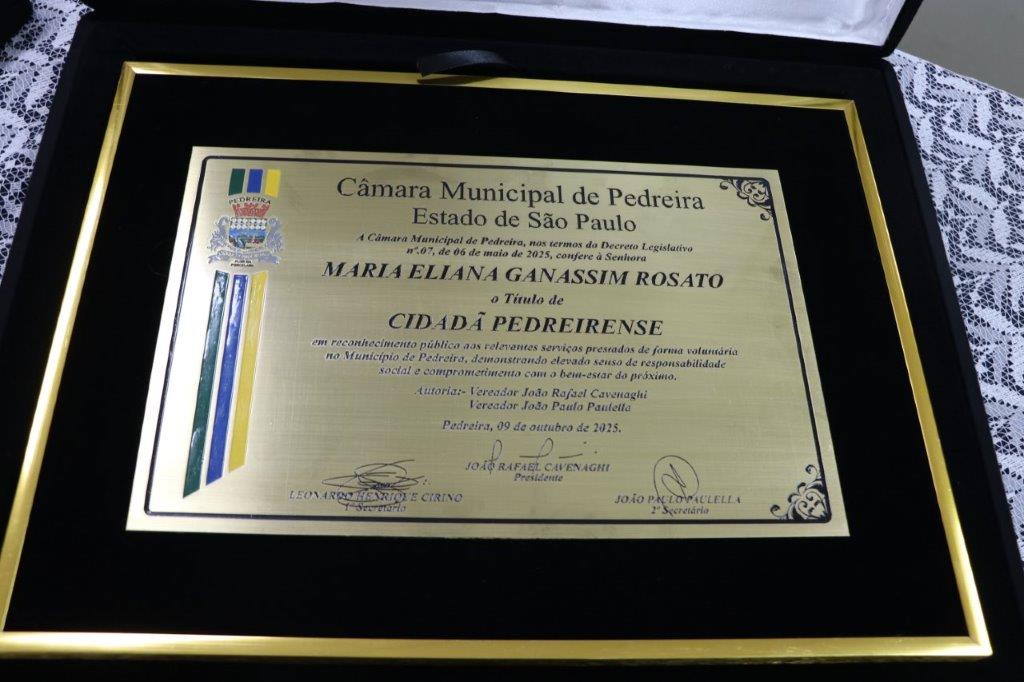 PEDREIRA
Câmara Municipal de Pedreira
Estado de São Paulo
A Câmara Municipal de Pedreira, nos termos do Decreto Legislativo
nº.07, de 06 de maio de 2025, confere à Senhora
MARIA ELIANA GANASSIM ROSATO
o Título de
CIDADÃ PEDREIRENSE
em reconhecimento público aos relevantes serviços prestados de forma voluntária
no Município de Pedreira, demonstrando elevado senso de responsabilidade
social e comprometimento com o bem-estar do próximo.
Autoria:- Vereador João Rafael Cavenaghi
Vereador João Paulo Paulella
Pedreira, 09 de outubro de 2025.
JOÃO RAFAEL CAVENAGHI
Presidente
LEONARDO HENRIQUE CIRINO
1º Secretário
JOÃO PAULO PAULELLA
2º Secretário